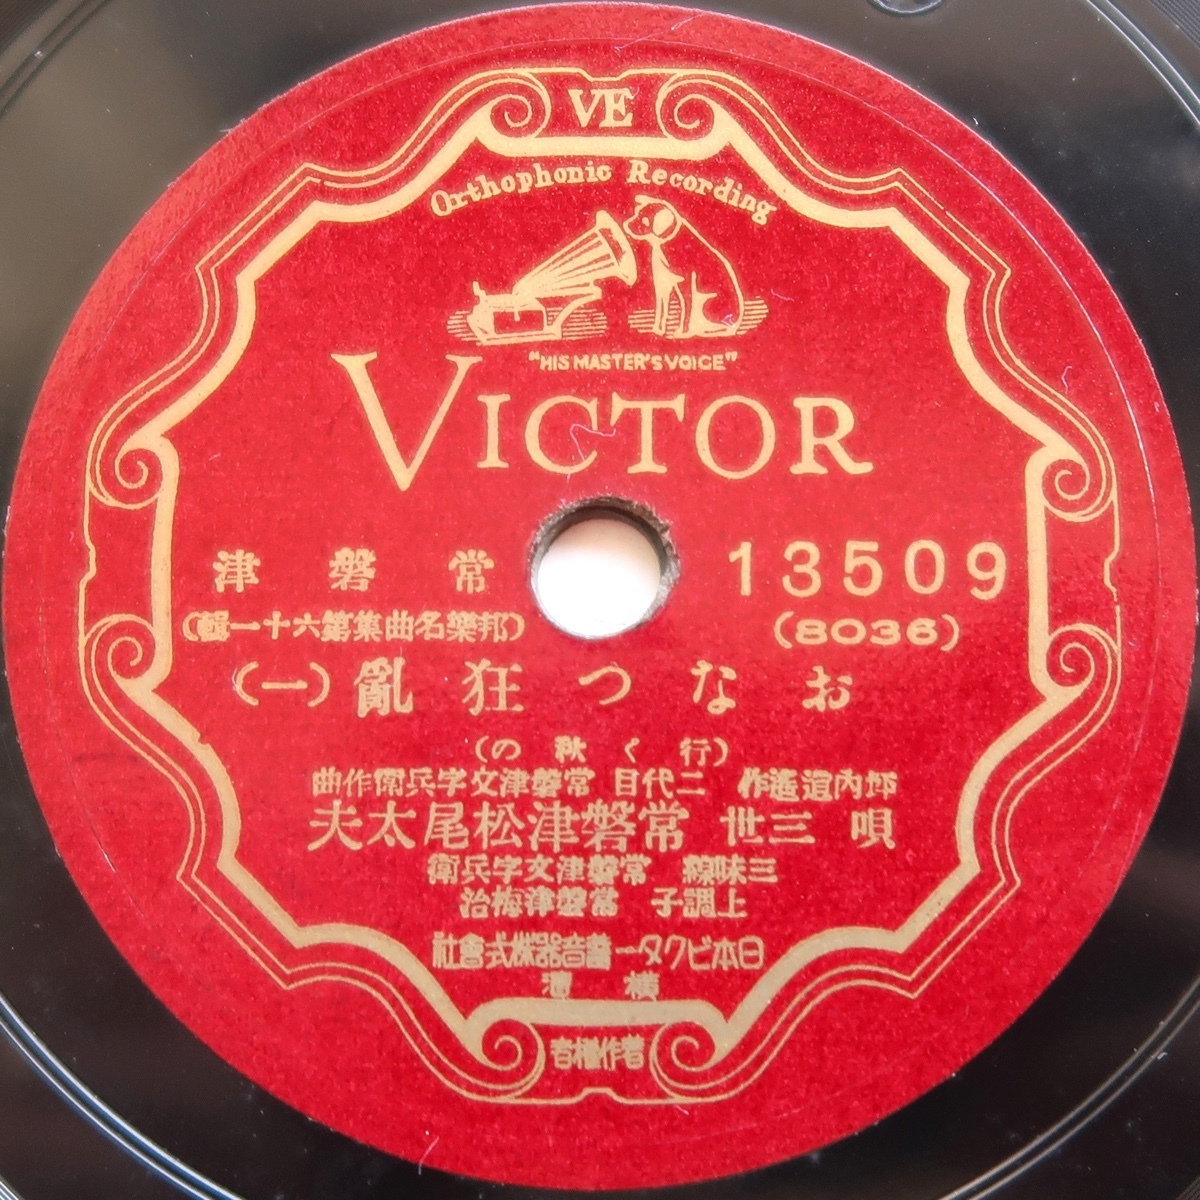 VE
Orthophonic Recording
"HIS MASTER'S VOICE"
VICTOR
常磐津
13509
(邦樂名曲集第六十一輯)
(8036)
おなつ狂亂(一)
(行く秋の)
坪内逍遙作 二代目 常磐津文字兵衛作曲
唄 三世 常磐津松尾太夫
三味線 常磐津文字兵衛
上調子 常磐津梅治
日本ビクター蓄音器株式會社
橫濱
著作權者